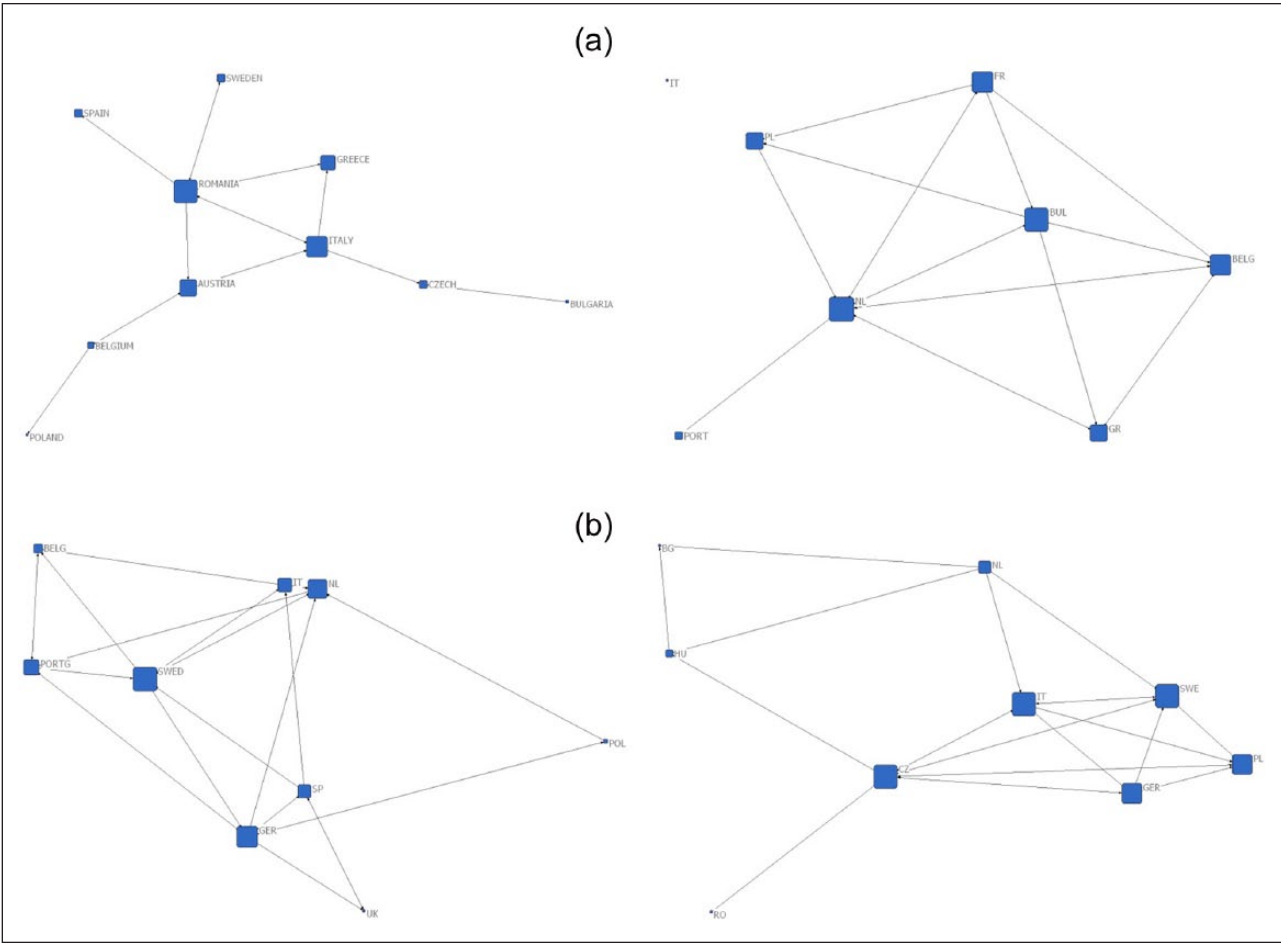 (a)
SWEDEN
SPAIN
GREECE
ROMANIA
ITALY
AUSTRIA
CZECH
BULGARIA
BELGIUM
POLAND
IT
FR
PL
BUL
BELG
NL
PORT
GR
(b)
BELG
IT
NL
PORTG
SWED
POL
SP
GER
UK
BG
NL
HU
IT
SWE
CZ
PL
GER
RO